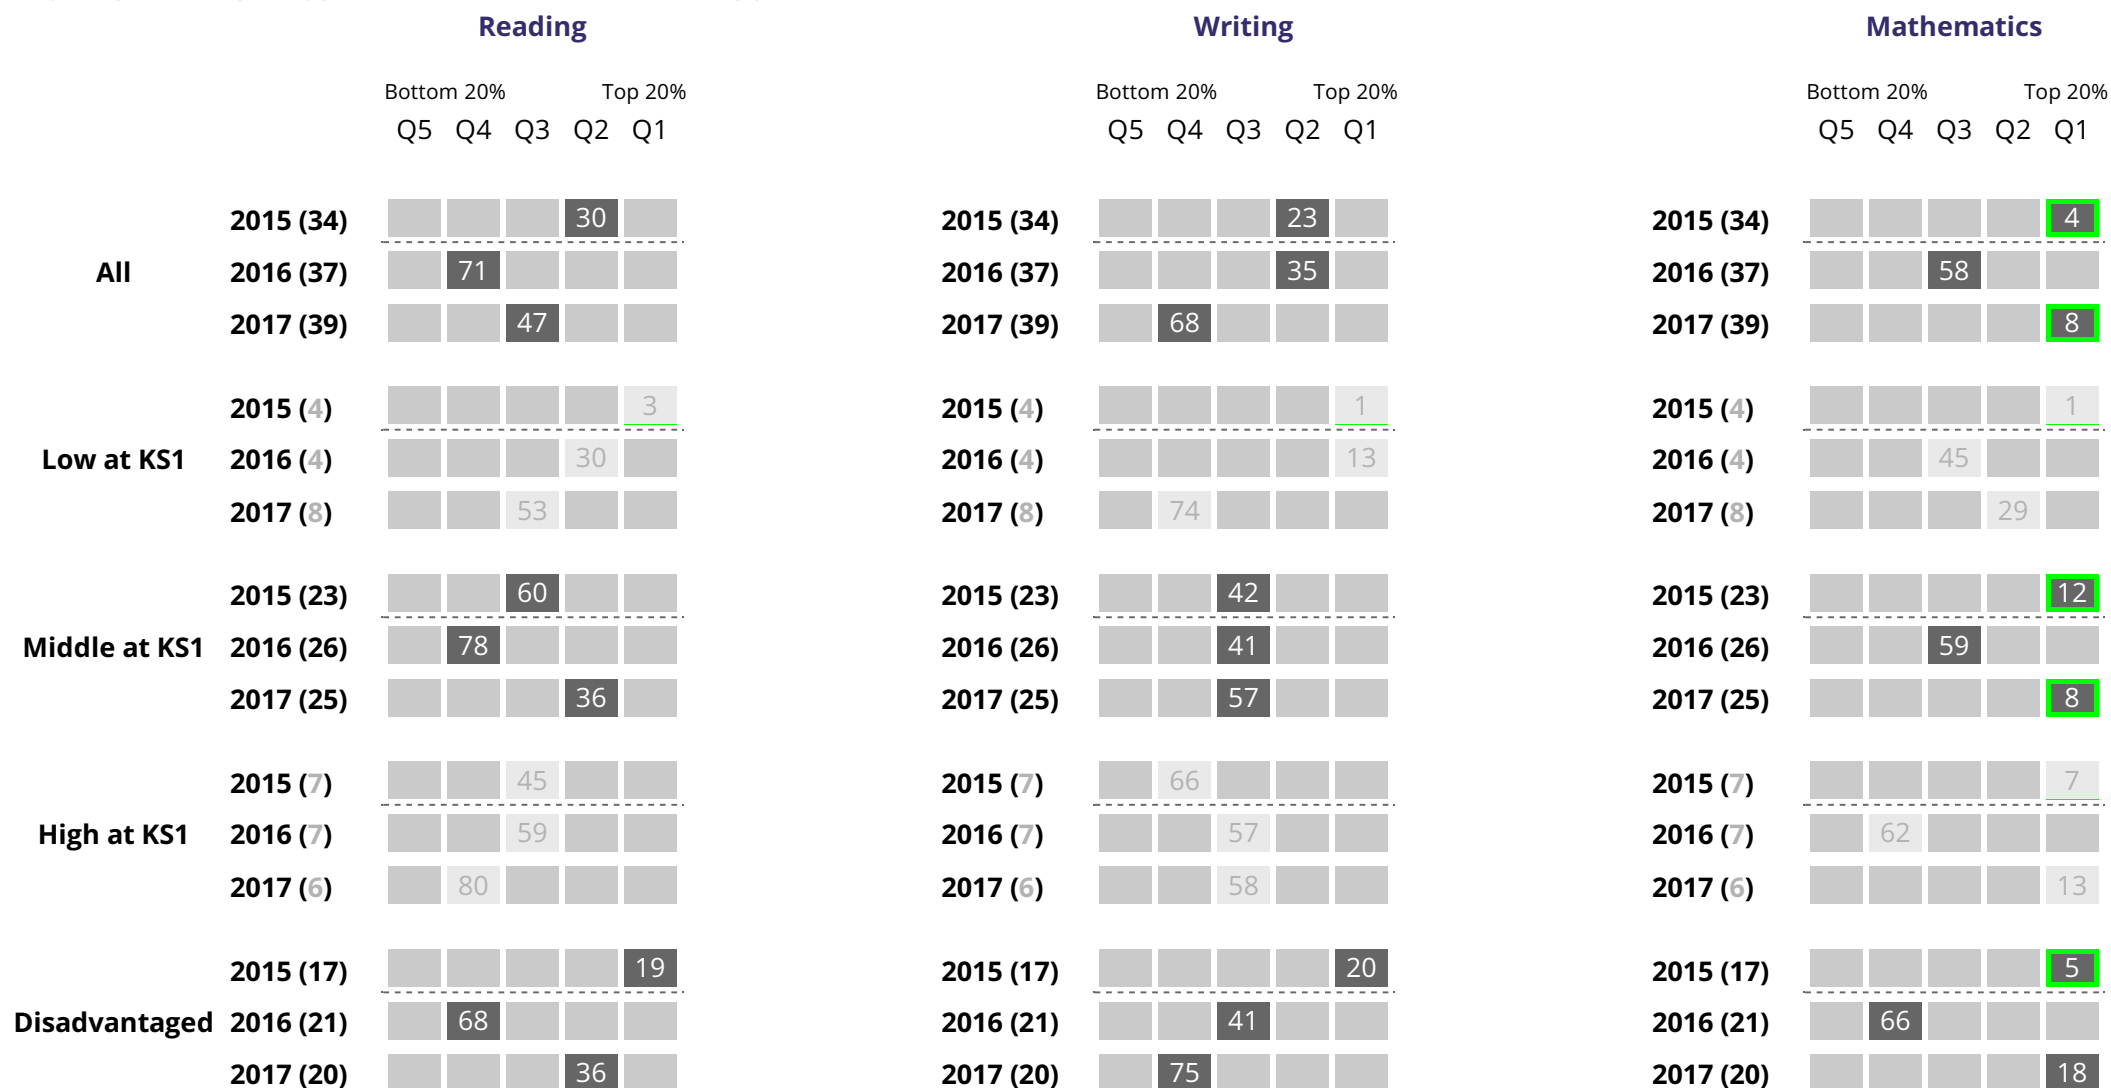 Reading Writing Mathematics
Bottom 20% Top 20% Bottom 20% Top 20% Bottom 20% Top 20%
Q5 Q4 Q3 Q2 Q1 Q5 Q4 Q3 Q2 Q1 Q5 Q4 Q3 Q2 Q1
2015 (34) 30 2015 (34) 23 2015 (34) 4
All 2016 (37) 71 2016 (37) 35 2016 (37) 58
2017 (39) 47 2017 (39) 68 2017 (39) 8
2015 (4) 3 2015 (4) 1 2015 (4) 1
Low at KS1 2016 (4) 30 2016 (4) 13 2016 (4) 45
2017 (8) 53 2017 (8) 74 2017 (8) 29
2015 (23) 60 2015 (23) 42 2015 (23) 12
Middle at KS1 2016 (26) 78 2016 (26) 41 2016 (26) 59
2017 (25) 36 2017 (25) 57 2017 (25) 8
2015 (7) 45 2015 (7) 66 2015 (7) 7
High at KS1 2016 (7) 59 2016 (7) 57 2016 (7) 62
2017 (6) 80 2017 (6) 58 2017 (6) 13
2015 (17) 19 2015 (17) 20 2015 (17) 5
Disadvantaged 2016 (21) 68 2016 (21) 41 2016 (21) 66
2017 (20) 36 2017 (20) 75 2017 (20) 18